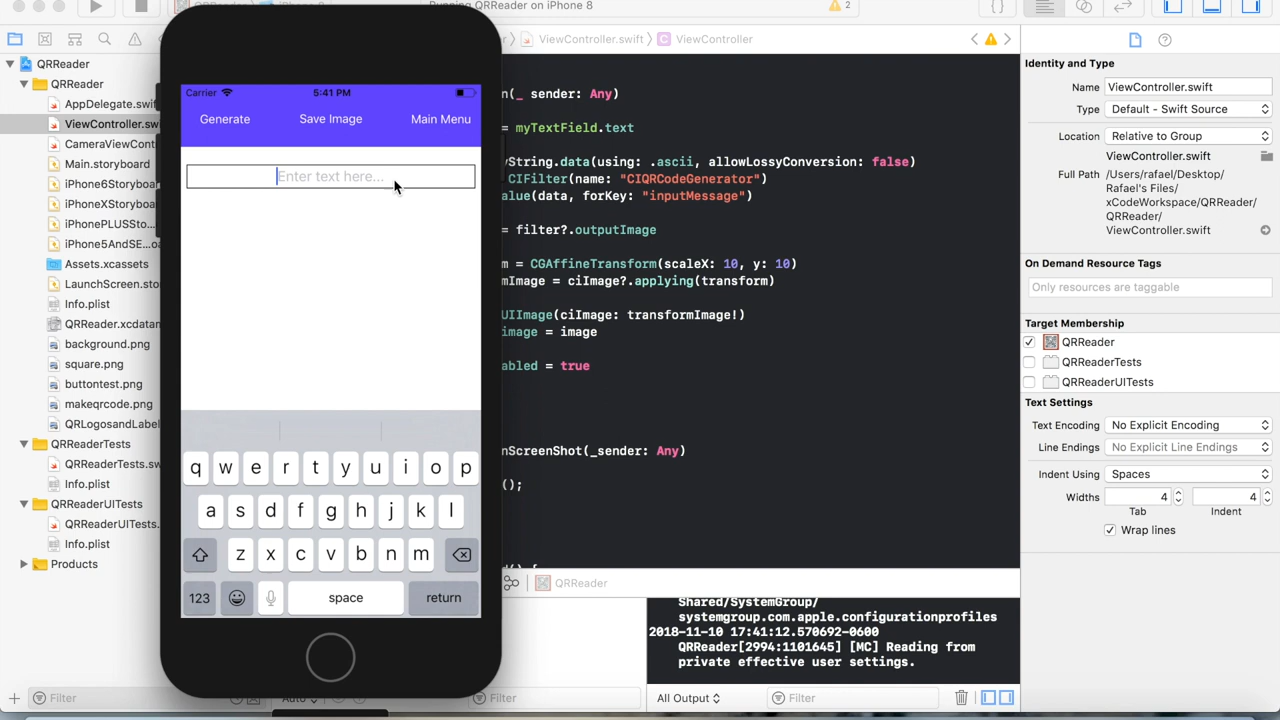 Running QRReader on iPhone 8
2
ViewController.swift
ViewController
QRReader
QRReader
AppDelegate.swift
ViewController.sw
CameraViewCont
Main.storyboard
iPhone6Storyboar
iPhoneXStoryboar
iPhonePLUSSto...
iPhone5AndSE...oa
Assets.xcassets
LaunchScreen.sto
Info.plist
QRReader.xcdatam
background.png
square.png
buttontest.png
makeqrcode.png
QRLogosandLabel
QRReaderTests
QRReaderTests.sw
Info.plist
QRReaderUITests
QRReaderUITests.
Info.plist
Products
Filter
Carrier
5:41 PM
Generate
Save Image
Main Menu
Enter text here...
q w e r t y u i o p
a s d f g h j k l
z x c v b n m
123
space
return
n(_ sender: Any)
= myTextField.text
yString.data(using: .ascii, allowLossyConversion: false)
CIFilter(name: "CIQRCodeGenerator")
alue(data, forKey: "inputMessage")
= filter?.outputImage
m = CGAffineTransform(scaleX: 10, y: 10)
mImage = ciImage?.applying(transform)
UIImage(ciImage: transformImage!)
image = image
abled = true
nScreenShot(_sender: Any)
();
QRReader
Auto
Filter
Shared/SystemGroup/
systemgroup.com.apple.configurationprofiles
2018-11-10 17:41:12.570692-0600
QRReader[2994:1101645] [MC] Reading from
private effective user settings.
All Output
Filter
Identity and Type
Name ViewController.swift
Type Default - Swift Source
Location Relative to Group
ViewController.swift
Full Path /Users/rafael/Desktop/
Rafael's Files/
xCodeWorkspace/QRReader/
QRReader/
ViewController.swift
On Demand Resource Tags
Only resources are taggable
Target Membership
QRReader
QRReaderTests
QRReaderUITests
Text Settings
Text Encoding No Explicit Encoding
Line Endings No Explicit Line Endings
Indent Using Spaces
Widths 4 4
Tab Indent
Wrap lines